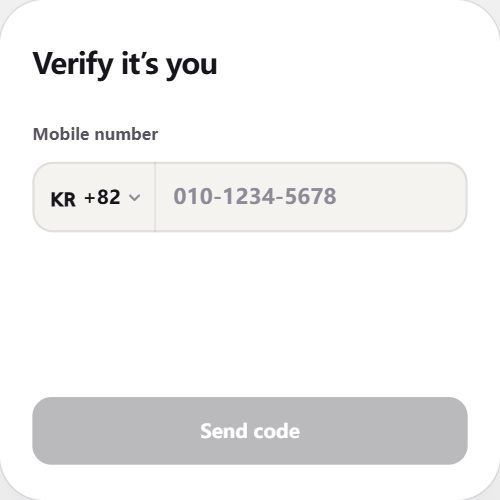 Verify it’s you
Mobile number
KR +82 010-1234-5678
Send code